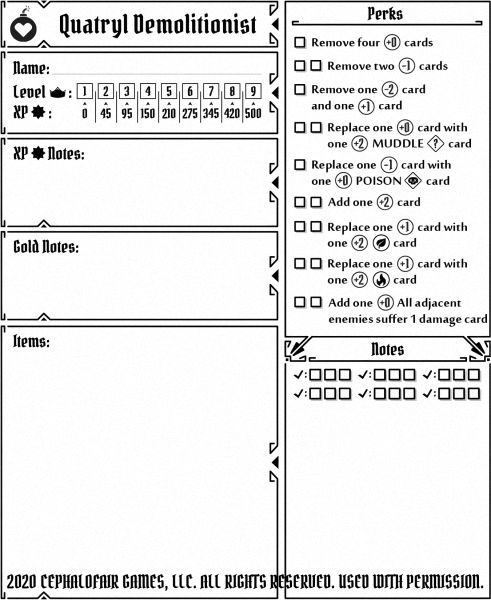 Quatryl Demolitionist
Name:
Level : 1 2 3 4 5 6 7 8 9
XP : 0 45 95 150 210 275 345 420 500
XP Notes:
Gold Notes:
Items:
Perks
Remove four +0 cards
Remove two -1 cards
Remove one -2 card
and one +1 card
Replace one +0 card with
one +2 MUDDLE ? card
Replace one -1 card with
one +0 POISON card
Add one +2 card
Replace one +1 card with
one +2 card
Replace one +1 card with
one +2 card
Add one +0 All adjacent
enemies suffer 1 damage card
Notes
✓: ✓: ✓:
✓: ✓: ✓:
2020 CEPHALOFAIR GAMES, LLC. ALL RIGHTS RESERVED. USED WITH PERMISSION.